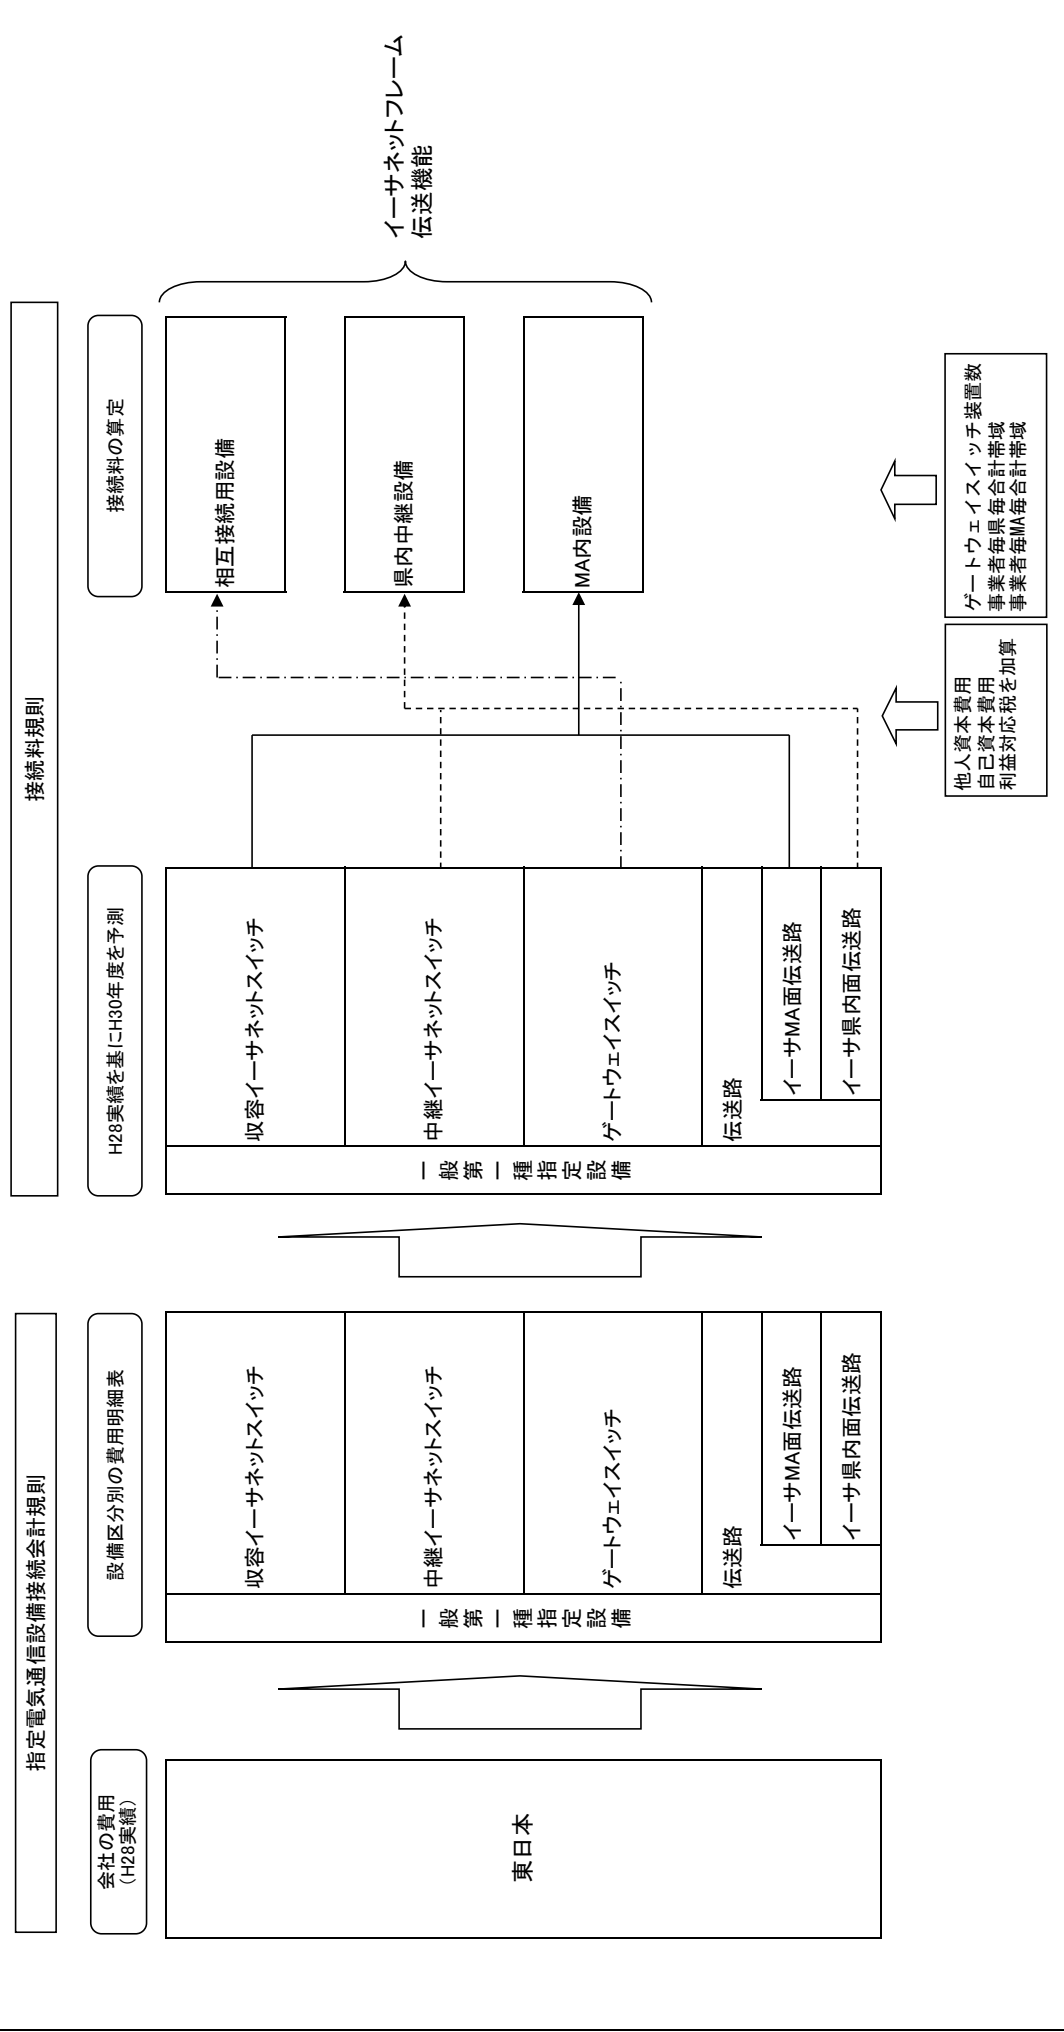 指定電気通信設備接続会計規則
接続料規則
会社の費用
（H28実績）
設備区分別の費用明細表
H28実績を基にH30年度を予測
接続料の算定
東日本
一般第一種指定設備
収容イーサネットスイッチ
中継イーサネットスイッチ
ゲートウェイスイッチ
伝送路
イーサMA面伝送路
イーサ県内面伝送路
一般第一種指定設備
収容イーサネットスイッチ
中継イーサネットスイッチ
ゲートウェイスイッチ
伝送路
イーサMA面伝送路
イーサ県内面伝送路
相互接続用設備
県内中継設備
MA内設備
イーサネットフレーム
伝送機能
他人資本費用
自己資本費用
利益対応税を加算
ゲートウェイスイッチ装置数
事業者毎県毎合計帯域
事業者毎MA毎合計帯域